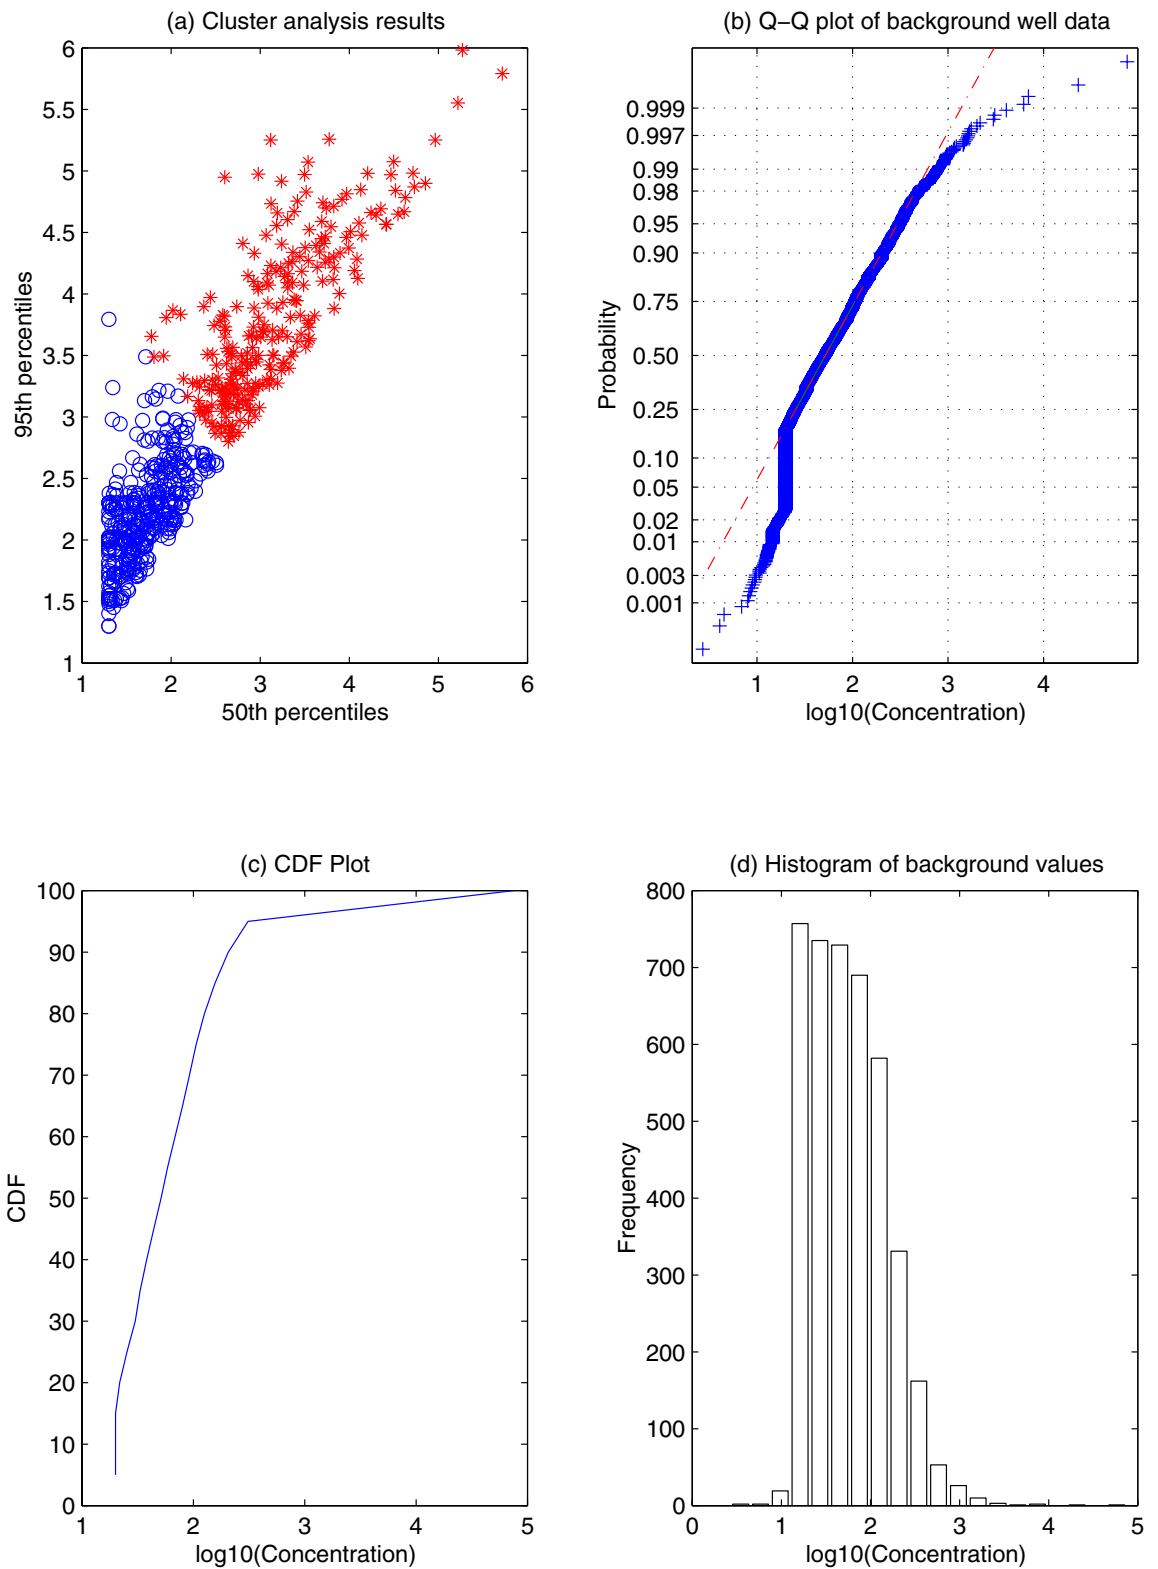 (a) Cluster analysis results
6
5.5
5
4.5
4
3.5
3
2.5
2
1.5
1
95th percentiles
1 2 3 4 5 6
50th percentiles
(b) Q−Q plot of background well data
0.999
0.997
0.99
0.98
0.95
0.90
0.75
0.50
0.25
0.10
0.05
0.02
0.01
0.003
0.001
Probability
1 2 3 4
log10(Concentration)
(c) CDF Plot
100
90
80
70
60
50
40
30
20
10
0
CDF
1 2 3 4 5
log10(Concentration)
(d) Histogram of background values
800
700
600
500
400
300
200
100
0
Frequency
0 1 2 3 4 5
log10(Concentration)